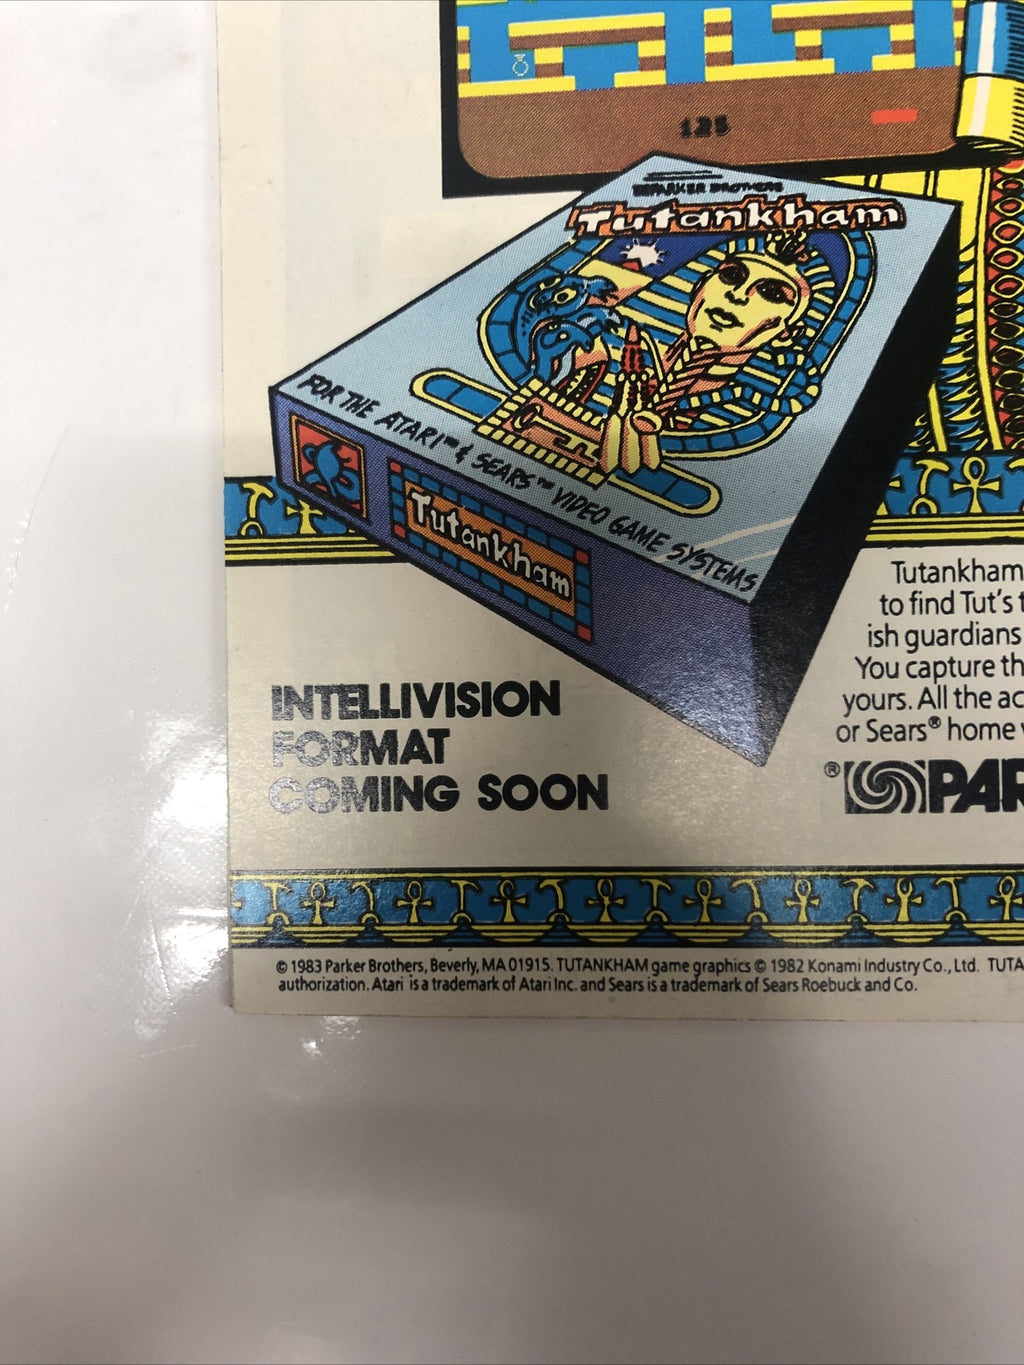 125
PARKER BROTHERS
Tutankham
FOR THE ATARI™ & SEARS™ VIDEO GAME SYSTEMS
Tutankham
Tutankham
to find Tut's t
ish guardians
You capture th
yours. All the ac
or Sears® home v
INTELLIVISION
FORMAT
COMING SOON
® PAR
© 1983 Parker Brothers, Beverly, MA 01915. TUTANKHAM game graphics © 1982 Konami Industry Co., Ltd. TUTA
authorization. Atari is a trademark of Atari Inc. and Sears is a trademark of Sears Roebuck and Co.